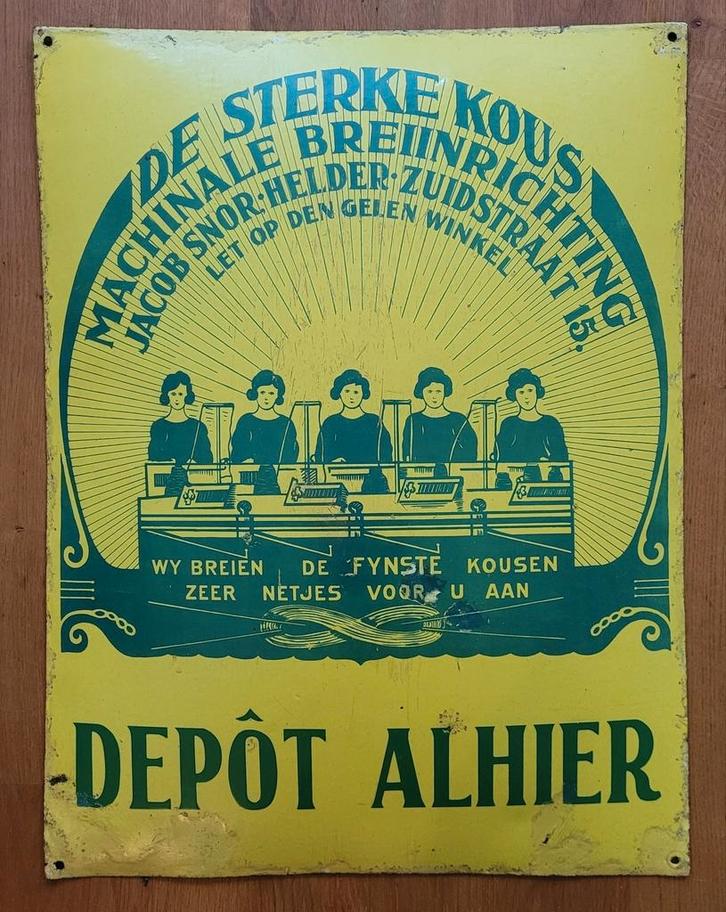 DE STERKE KOUS
MACHINALE BREIINRICHTING
JACOB SNOR·HELDER·ZUIDSTRAAT 15.
LET OP DEN GELEN WINKEL
WY BREIEN DE FYNSTE KOUSEN
ZEER NETJES VOOR U AAN
DEPÔT ALHIER